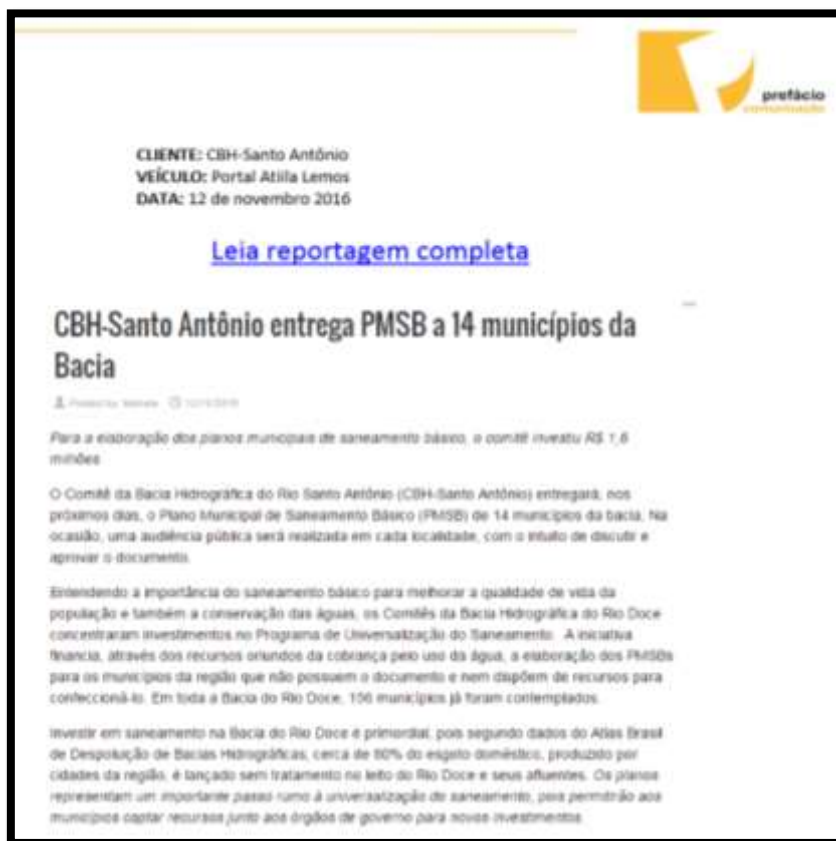 prefácio
comunicação
CLIENTE: CBH-Santo Antônio
VEÍCULO: Portal Atiila Lemos
DATA: 12 de novembro 2016
Leia reportagem completa
CBH-Santo Antônio entrega PMSB a 14 municípios da
Bacia
Para a elaboração dos planos municipais de saneamento básico, o comitê investiu R$ 1,6
milhões
O Comitê da Bacia Hidrográfica do Rio Santo Antônio (CBH-Santo Antônio) entregará, nos
próximos dias, o Plano Municipal de Saneamento Básico (PMSB) de 14 municípios da bacia. Na
ocasião, uma audiência pública será realizada em cada localidade, com o intuito de discutir e
aprovar o documento.
Entendendo a importância do saneamento básico para melhorar a qualidade de vida da
população e também a conservação das águas, os Comitês da Bacia Hidrográfica do Rio Doce
concentraram investimentos no Programa de Universalização do Saneamento. A iniciativa
financia, através dos recursos oriundos da cobrança pelo uso da água, a elaboração dos PMSBs
para os municípios da região que não possuem o documento e nem dispõem de recursos para
confeccioná-lo. Em toda a Bacia do Rio Doce, 156 municípios já foram contemplados.
Investir em saneamento na Bacia do Rio Doce é primordial, pois segundo dados do Atlas Brasil
de Despoluição de Bacias Hidrográficas, cerca de 80% do esgoto doméstico, produzido por
cidades da região, é lançado sem tratamento no leito do Rio Doce e seus afluentes. Os planos
representam um importante passo rumo à universalização do saneamento, pois permitirão aos
municípios captar recursos junto aos órgãos de governo para novos investimentos.